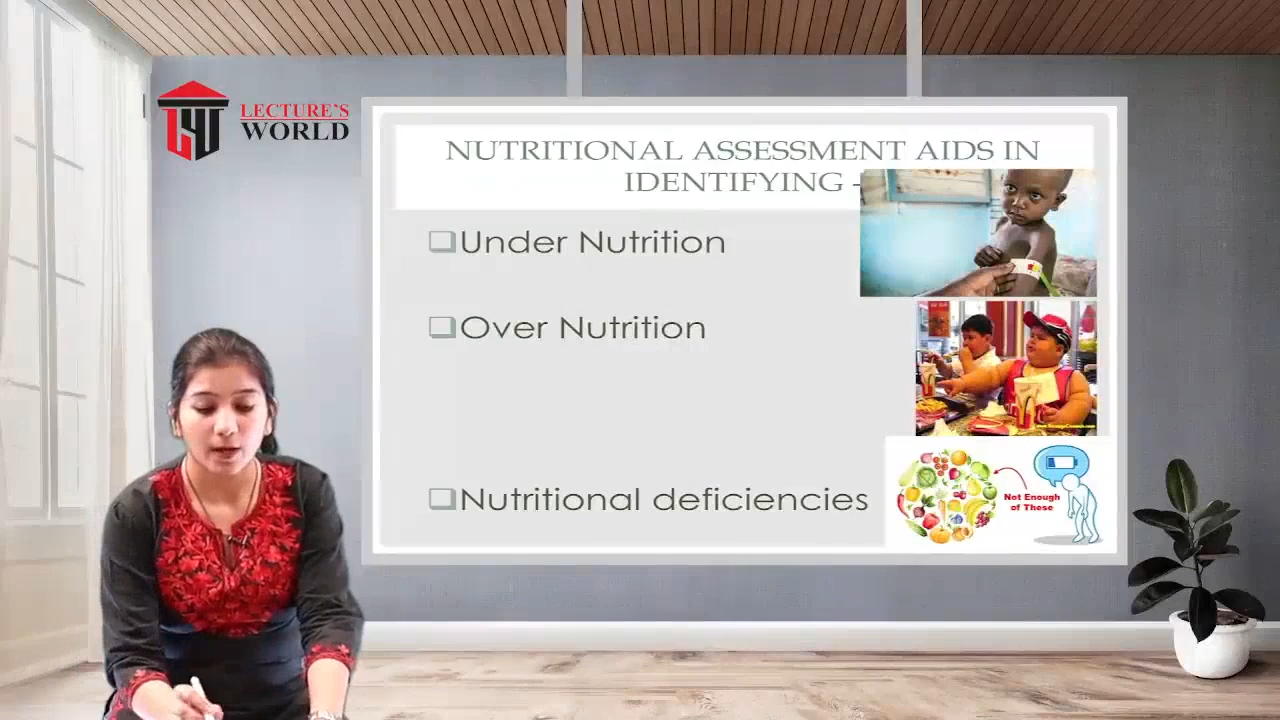 LECTURE'S
WORLD
NUTRITIONAL ASSESSMENT AIDS IN
IDENTIFYING -
❑Under Nutrition
❑Over Nutrition
❑Nutritional deficiencies
Not Enough
of These